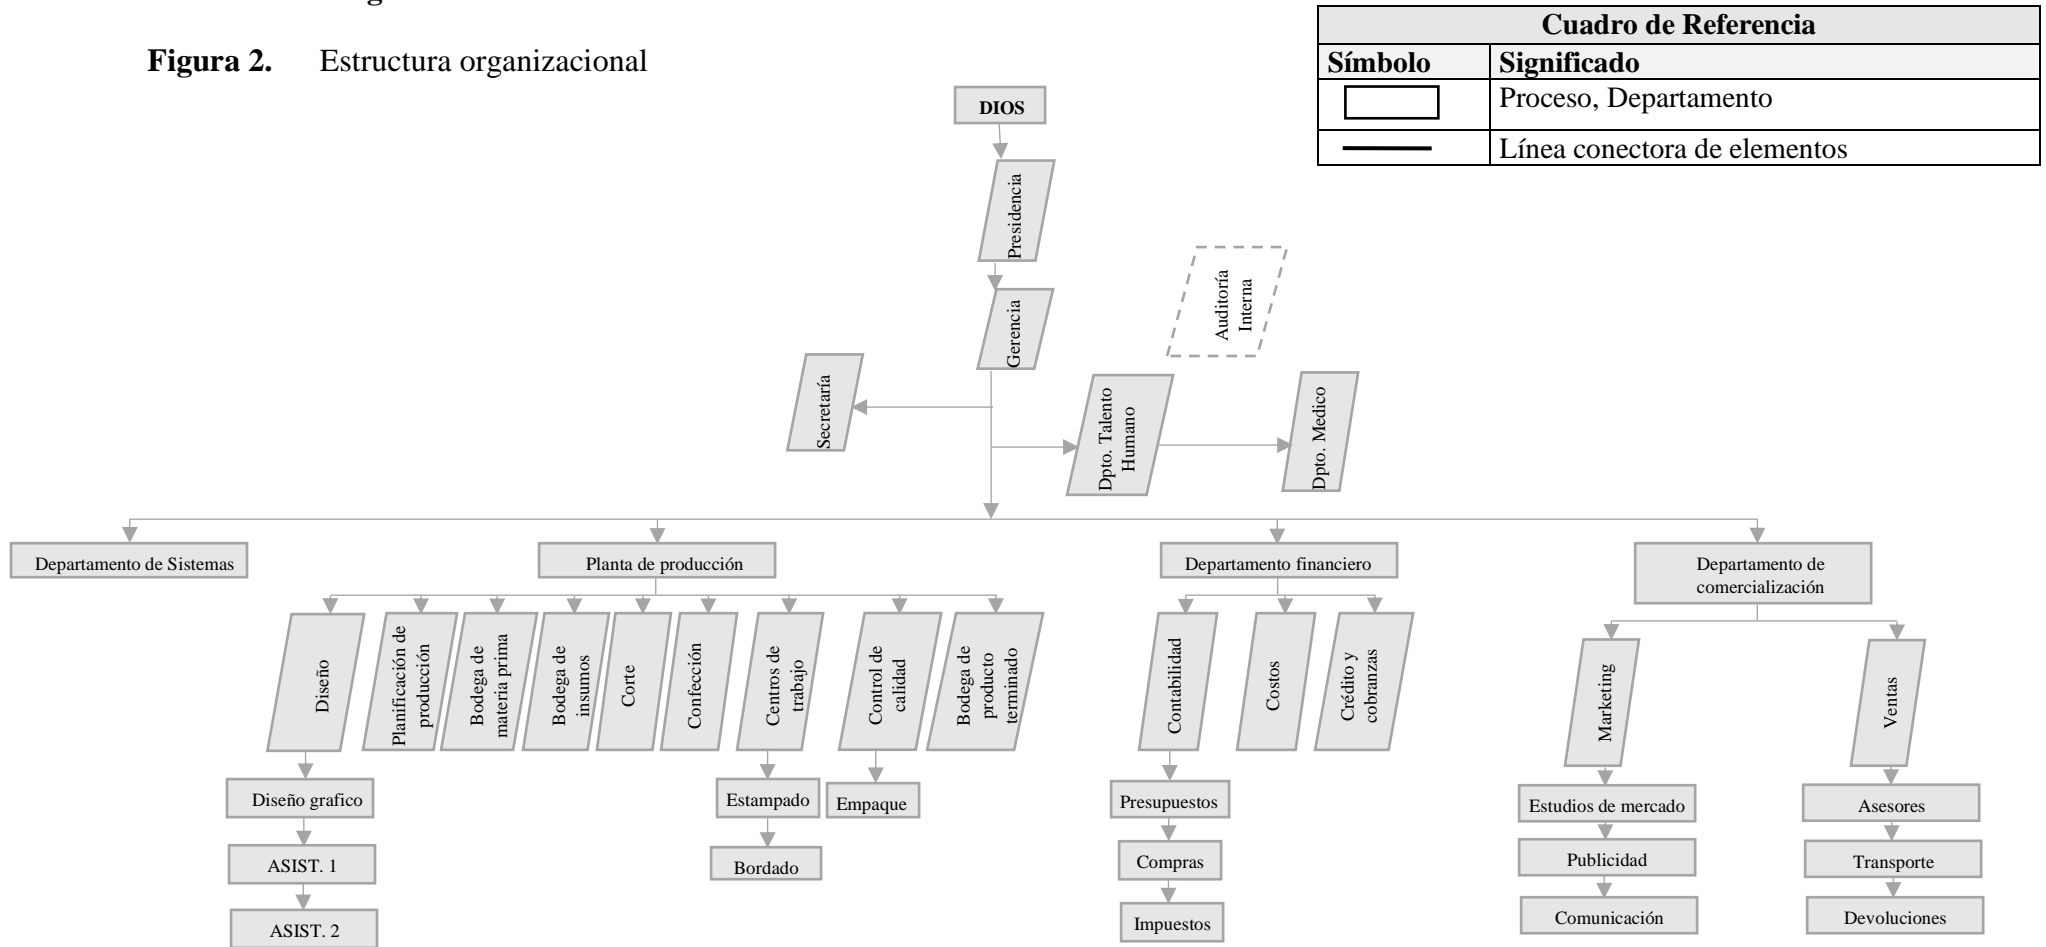 Figura 2. Estructura organizacional
Cuadro de Referencia
Símbolo Significado
Proceso, Departamento
Línea conectora de elementos
DIOS
Presidencia
Gerencia
Auditoría
Interna
Secretaría
Dpto. Talento
Humano
Dpto. Medico
Departamento de Sistemas
Planta de producción
Departamento financiero
Departamento de
comercialización
Diseño
Planificación de
producción
Bodega de
materia prima
Bodega de
insumos
Corte
Confección
Centros de
trabajo
Control de
calidad
Bodega de
producto
terminado
Contabilidad
Costos
Crédito y
cobranzas
Marketing
Ventas
Diseño grafico
ASIST. 1
ASIST. 2
Estampado
Bordado
Empaque
Presupuestos
Compras
Impuestos
Estudios de mercado
Publicidad
Comunicación
Asesores
Transporte
Devoluciones